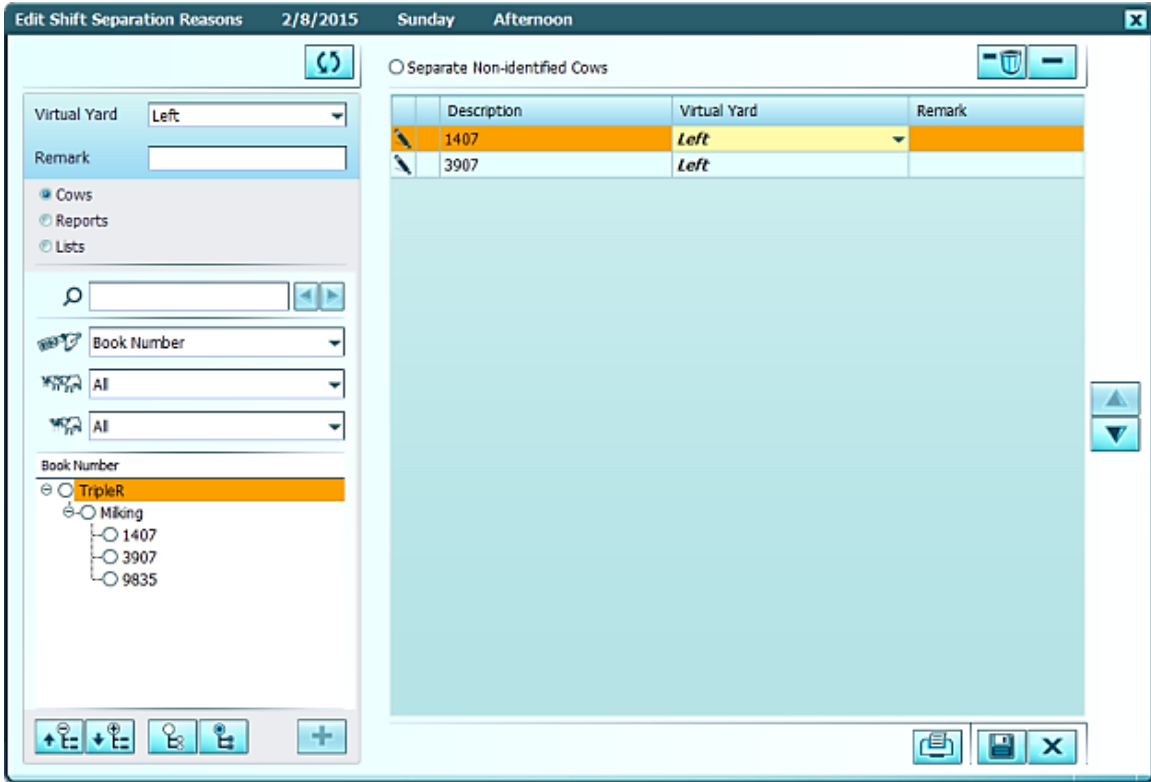 Edit Shift Separation Reasons 2/8/2015 Sunday Afternoon
Separate Non-identified Cows
Virtual Yard Left
Remark
Cows
Reports
Lists
Book Number
All
All
Book Number
TripleR
Milking
1407
3907
9835
Description Virtual Yard Remark
1407 Left
3907 Left